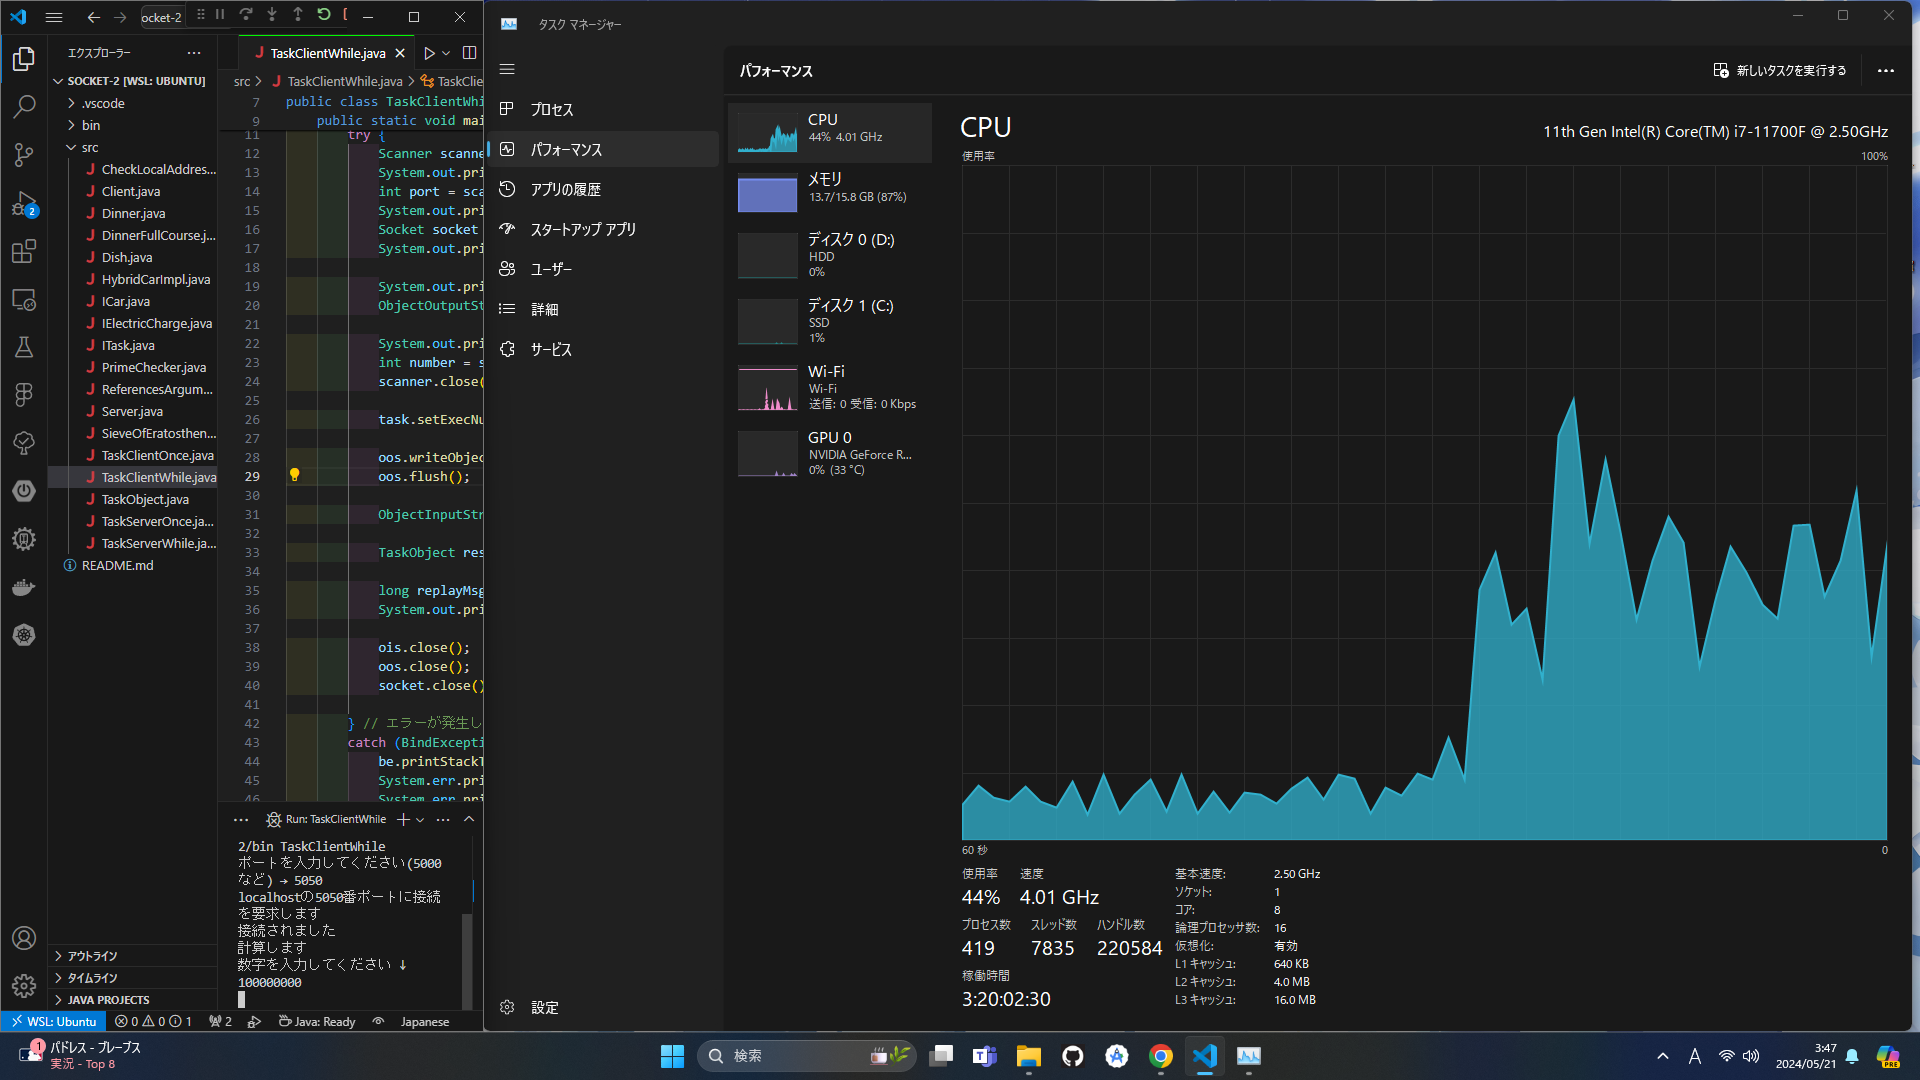 ocket-2
エクスプローラー
SOCKET-2 [WSL: UBUNTU]
.vscode
bin
src
CheckLocalAddres...
Client.java
Dinner.java
DinnerFullCourse.j...
Dish.java
HybridCarImpl.java
ICar.java
IElectricCharge.java
ITask.java
PrimeChecker.java
ReferencesArgum...
Server.java
SieveOfEratosthen...
TaskClientOnce.java
TaskClientWhile.java
TaskObject.java
TaskServerOnce.ja...
TaskServerWhile.ja...
README.md
2
アウトライン
タイムライン
JAVA PROJECTS
TaskClientWhile.java
src > TaskClientWhile.java > TaskClie
7 public class TaskClientWhi
9 public static void mai
11 try {
12 Scanner scanne
13 System.out.pri
14 int port = sca
15 System.out.pri
16 Socket socket
17 System.out.pri
18
19 System.out.pri
20 ObjectOutputSt
21
22 System.out.pri
23 int number = s
24 scanner.close(
25
26 task.setExecNu
27
28 oos.writeObjec
29 oos.flush();
30
31 ObjectInputStr
32
33 TaskObject res
34
35 long replayMsg
36 System.out.pri
37
38 ois.close();
39 oos.close();
40 socket.close()
41
42 } // エラーが発生し
43 catch (BindExcepti
44 be.printStackT
45 System.err.pri
46 System.err.pri
Run: TaskClientWhile
2/bin TaskClientWhile
ポートを入力してください(5000
など) → 5050
localhostの5050番ポートに接続
を要求します
接続されました
計算します
数字を入力してください ↓
100000000
WSL: Ubuntu
0 0 1
2
Java: Ready
Japanese
タスク マネージャー
プロセス
パフォーマンス
アプリの履歴
スタートアップ アプリ
ユーザー
詳細
サービス
設定
パフォーマンス
新しいタスクを実行する
CPU
44% 4.01 GHz
メモリ
13.7/15.8 GB (87%)
ディスク 0 (D:)
HDD
0%
ディスク 1 (C:)
SSD
1%
Wi-Fi
Wi-Fi
送信: 0 受信: 0 Kbps
GPU 0
NVIDIA GeForce R...
0% (33 °C)
CPU
11th Gen Intel(R) Core(TM) i7-11700F @ 2.50GHz
使用率
100%
60 秒
0
使用率 速度
44% 4.01 GHz
プロセス数 スレッド数 ハンドル数
419 7835 220584
稼働時間
3:20:02:30
基本速度: 2.50 GHz
ソケット: 1
コア: 8
論理プロセッサ数: 16
仮想化: 有効
L1 キャッシュ: 640 KB
L2 キャッシュ: 4.0 MB
L3 キャッシュ: 16.0 MB
1
パドレス - ブレーブス
実況 - Top 8
検索
A
3:47
2024/05/21
PRE